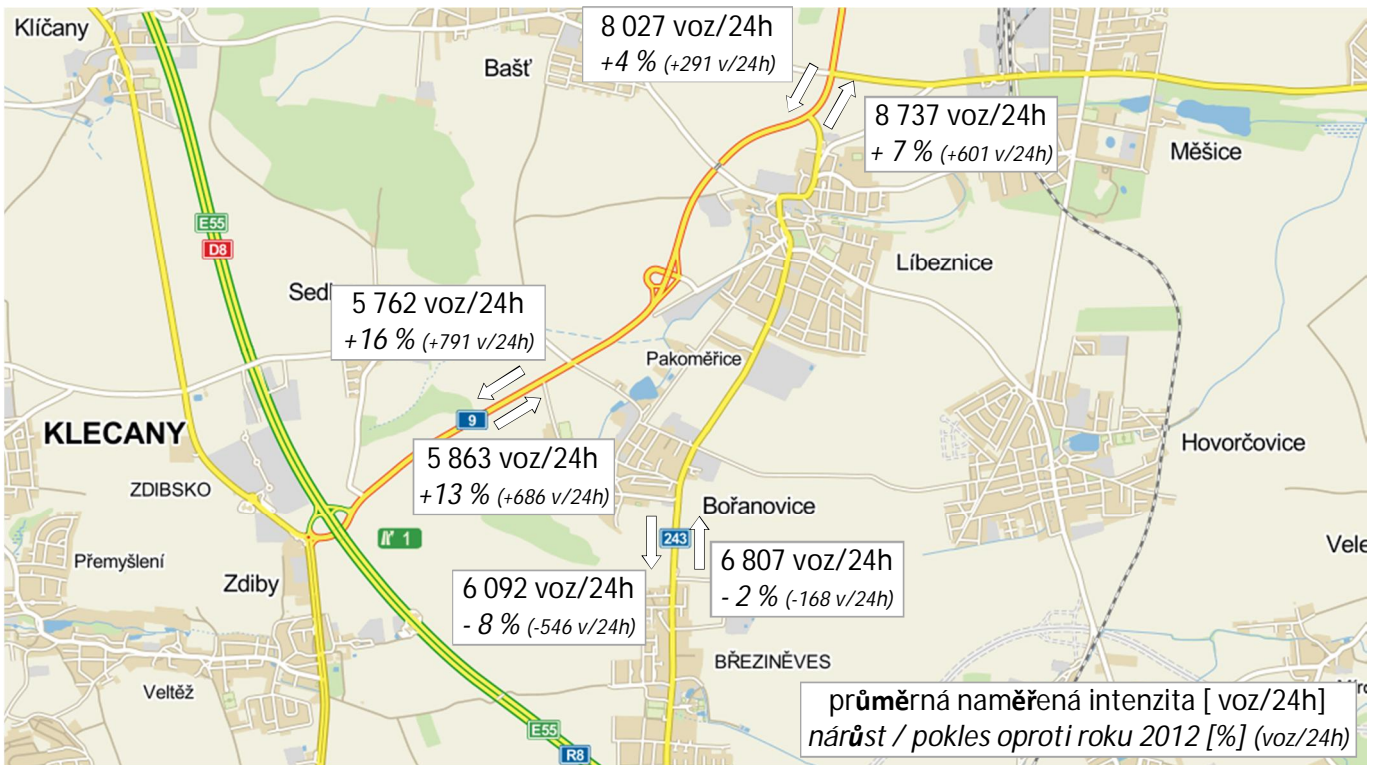 Klíčany
8 027 voz/24h
+4 % (+291 v/24h)
Bašť
8 737 voz/24h
+ 7 % (+601 v/24h)
Měšice
E55
D8
Líbeznice
5 762 voz/24h
+16 % (+791 v/24h)
Pakoměřice
9
KLECANY
Hovorčovice
5 863 voz/24h
+13 % (+686 v/24h)
ZDIBSKO
Bořanovice
1
243
Přemyšlení
6 807 voz/24h
- 2 % (-168 v/24h)
Zdiby
6 092 voz/24h
- 8 % (-546 v/24h)
BŘEZINĚVES
Veltěž
průměrná naměřená intenzita [ voz/24h]
nárůst / pokles oproti roku 2012 [%] (voz/24h)
E55
R8